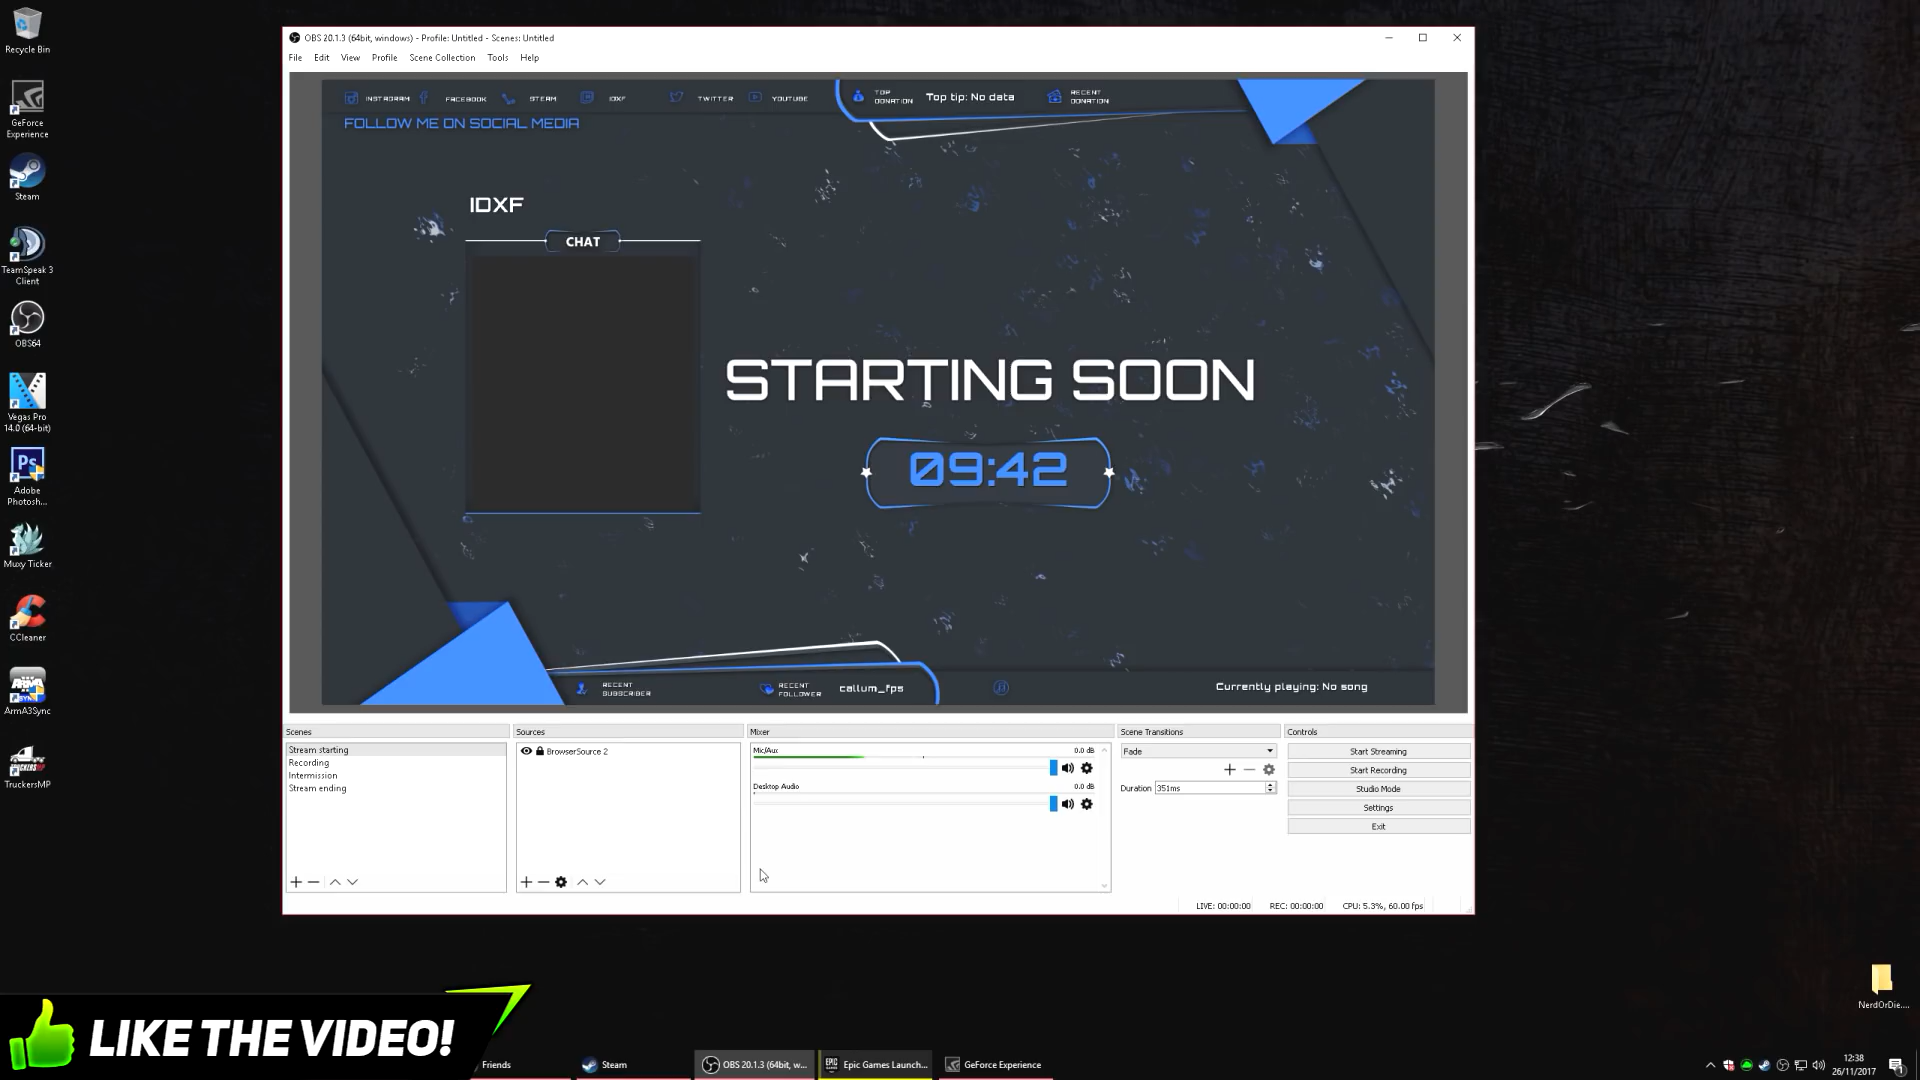 Recycle Bin
GeForce
Experience
Steam
TeamSpeak 3
Client
OBS64
Vegas Pro
14.0 (64-bit)
Adobe
Photosh...
Muxy Ticker
CCleaner
ArmA3Sync
TruckersMP
OBS 20.1.3 (64bit, windows) - Profile: Untitled - Scenes: Untitled
File Edit View Profile Scene Collection Tools Help
INSTAGRAM FACEBOOK STEAM IDXF TWITTER YOUTUBE
FOLLOW ME ON SOCIAL MEDIA
TOP
DONATION
Top tip: No data
RECENT
DONATION
IDXF
CHAT
STARTING SOON
09:42
RECENT
SUBSCRIBER
RECENT
FOLLOWER
callum_fps
Currently playing: No song
Scenes
Stream starting
Recording
Intermission
Stream ending
Sources
BrowserSource 2
Mixer
Mic/Aux 0.0 dB
Desktop Audio 0.0 dB
Scene Transitions
Fade
Duration 351ms
Controls
Start Streaming
Start Recording
Studio Mode
Settings
Exit
LIVE: 00:00:00 REC: 00:00:00 CPU: 5.3%, 60.00 fps
NerdOrDie....
LIKE THE VIDEO!
Friends
Steam
OBS 20.1.3 (64bit, w...
EPIC GAMES
Epic Games Launch...
GeForce Experience
12:38
26/11/2017